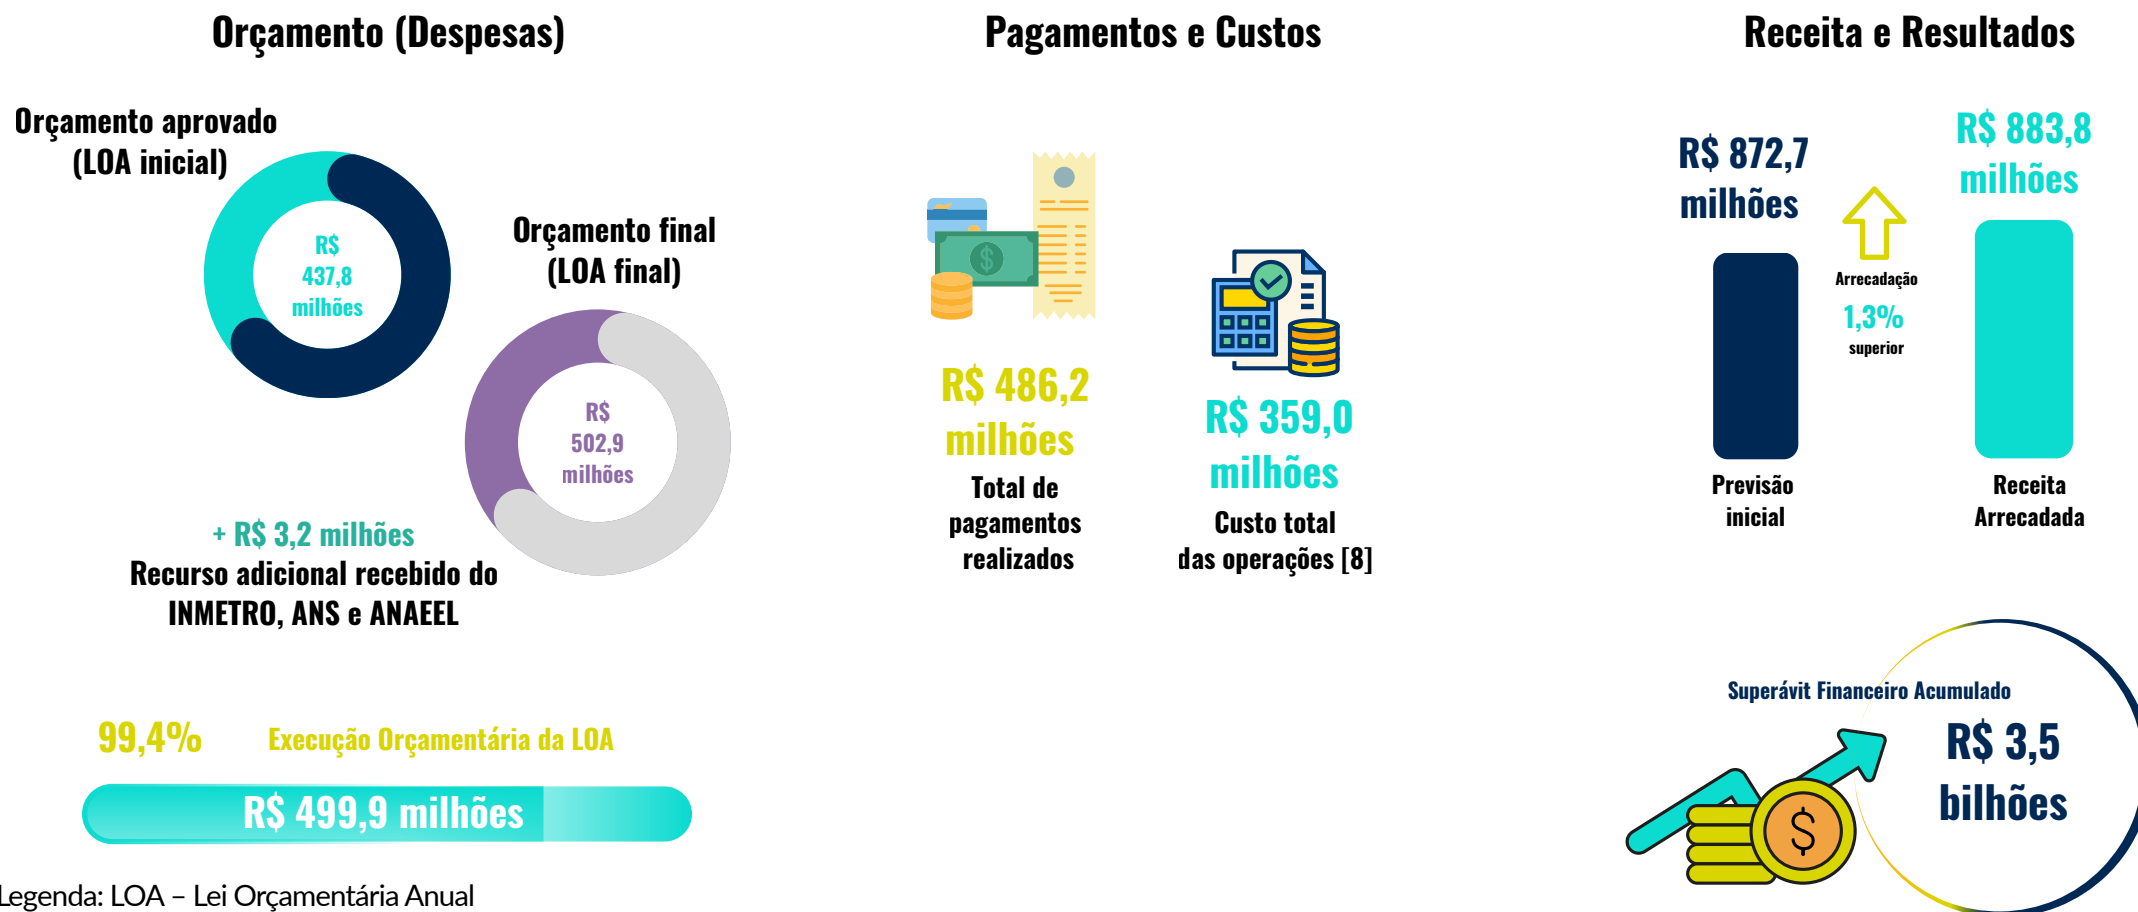 Orçamento (Despesas)
Orçamento aprovado
(LOA inicial)
R$
437,8
milhões
Orçamento final
(LOA final)
R$
502,9
milhões
+ R$ 3,2 milhões
Recurso adicional recebido do
INMETRO, ANS e ANAEEL
99,4%
Execução Orçamentária da LOA
R$ 499,9 milhões
Legenda: LOA – Lei Orçamentária Anual
Pagamentos e Custos
R$ 486,2
milhões
Total de
pagamentos
realizados
R$ 359,0
milhões
Custo total
das operações [8]
Receita e Resultados
R$ 872,7
milhões
Previsão
inicial
Arrecadação
1,3%
superior
R$ 883,8
milhões
Receita
Arrecadada
Superávit Financeiro Acumulado
R$ 3,5
bilhões